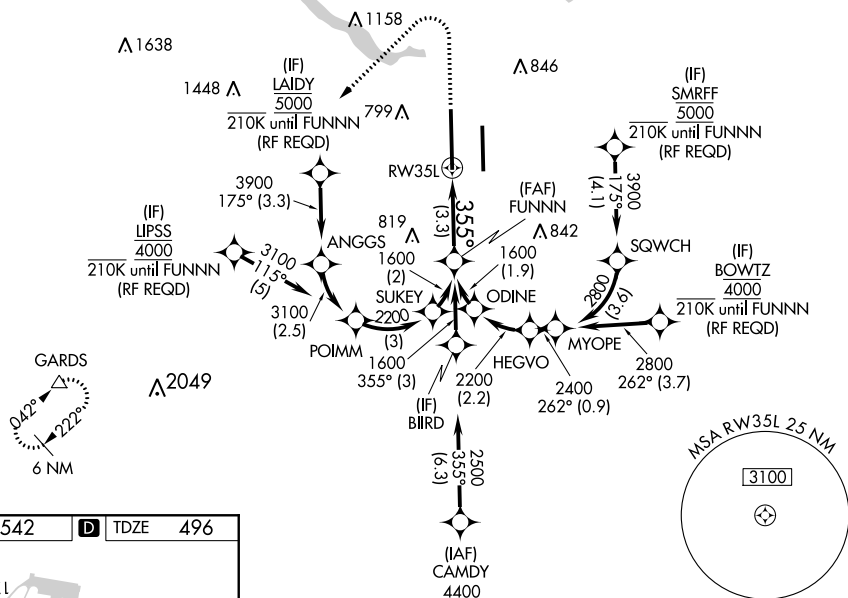 1158
1638
846
1448
(IF)
LAIDY
5000
210K until FUNNN
(RF REQD)
799
(IF)
SMRFF
5000
210K until FUNNN
(RF REQD)
RW35L
3900
175° (3.3)
355°
(3.3)
(FAF)
FUNNN
3900
175°
(4.1)
(IF)
LIPSS
4000
210K until FUNNN
(RF REQD)
3100
115°
(5)
ANGGS
819
842
1600
(2)
1600
(1.9)
SQWCH
(IF)
BOWTZ
4000
210K until FUNNN
(RF REQD)
3100
(2.5)
SUKEY
ODINE
2800
(3.6)
2200
(3)
POIMM
HEGVO
MYOPE
1600
355° (3)
2200
(2.2)
2400
262° (0.9)
2800
262° (3.7)
GARDS
042°
222°
6 NM
2049
(IF)
BIIRD
2500
355°
(6.3)
MSA RW35L 25 NM
3100
(IAF)
CAMDY
4400
542
D
TDZE 496